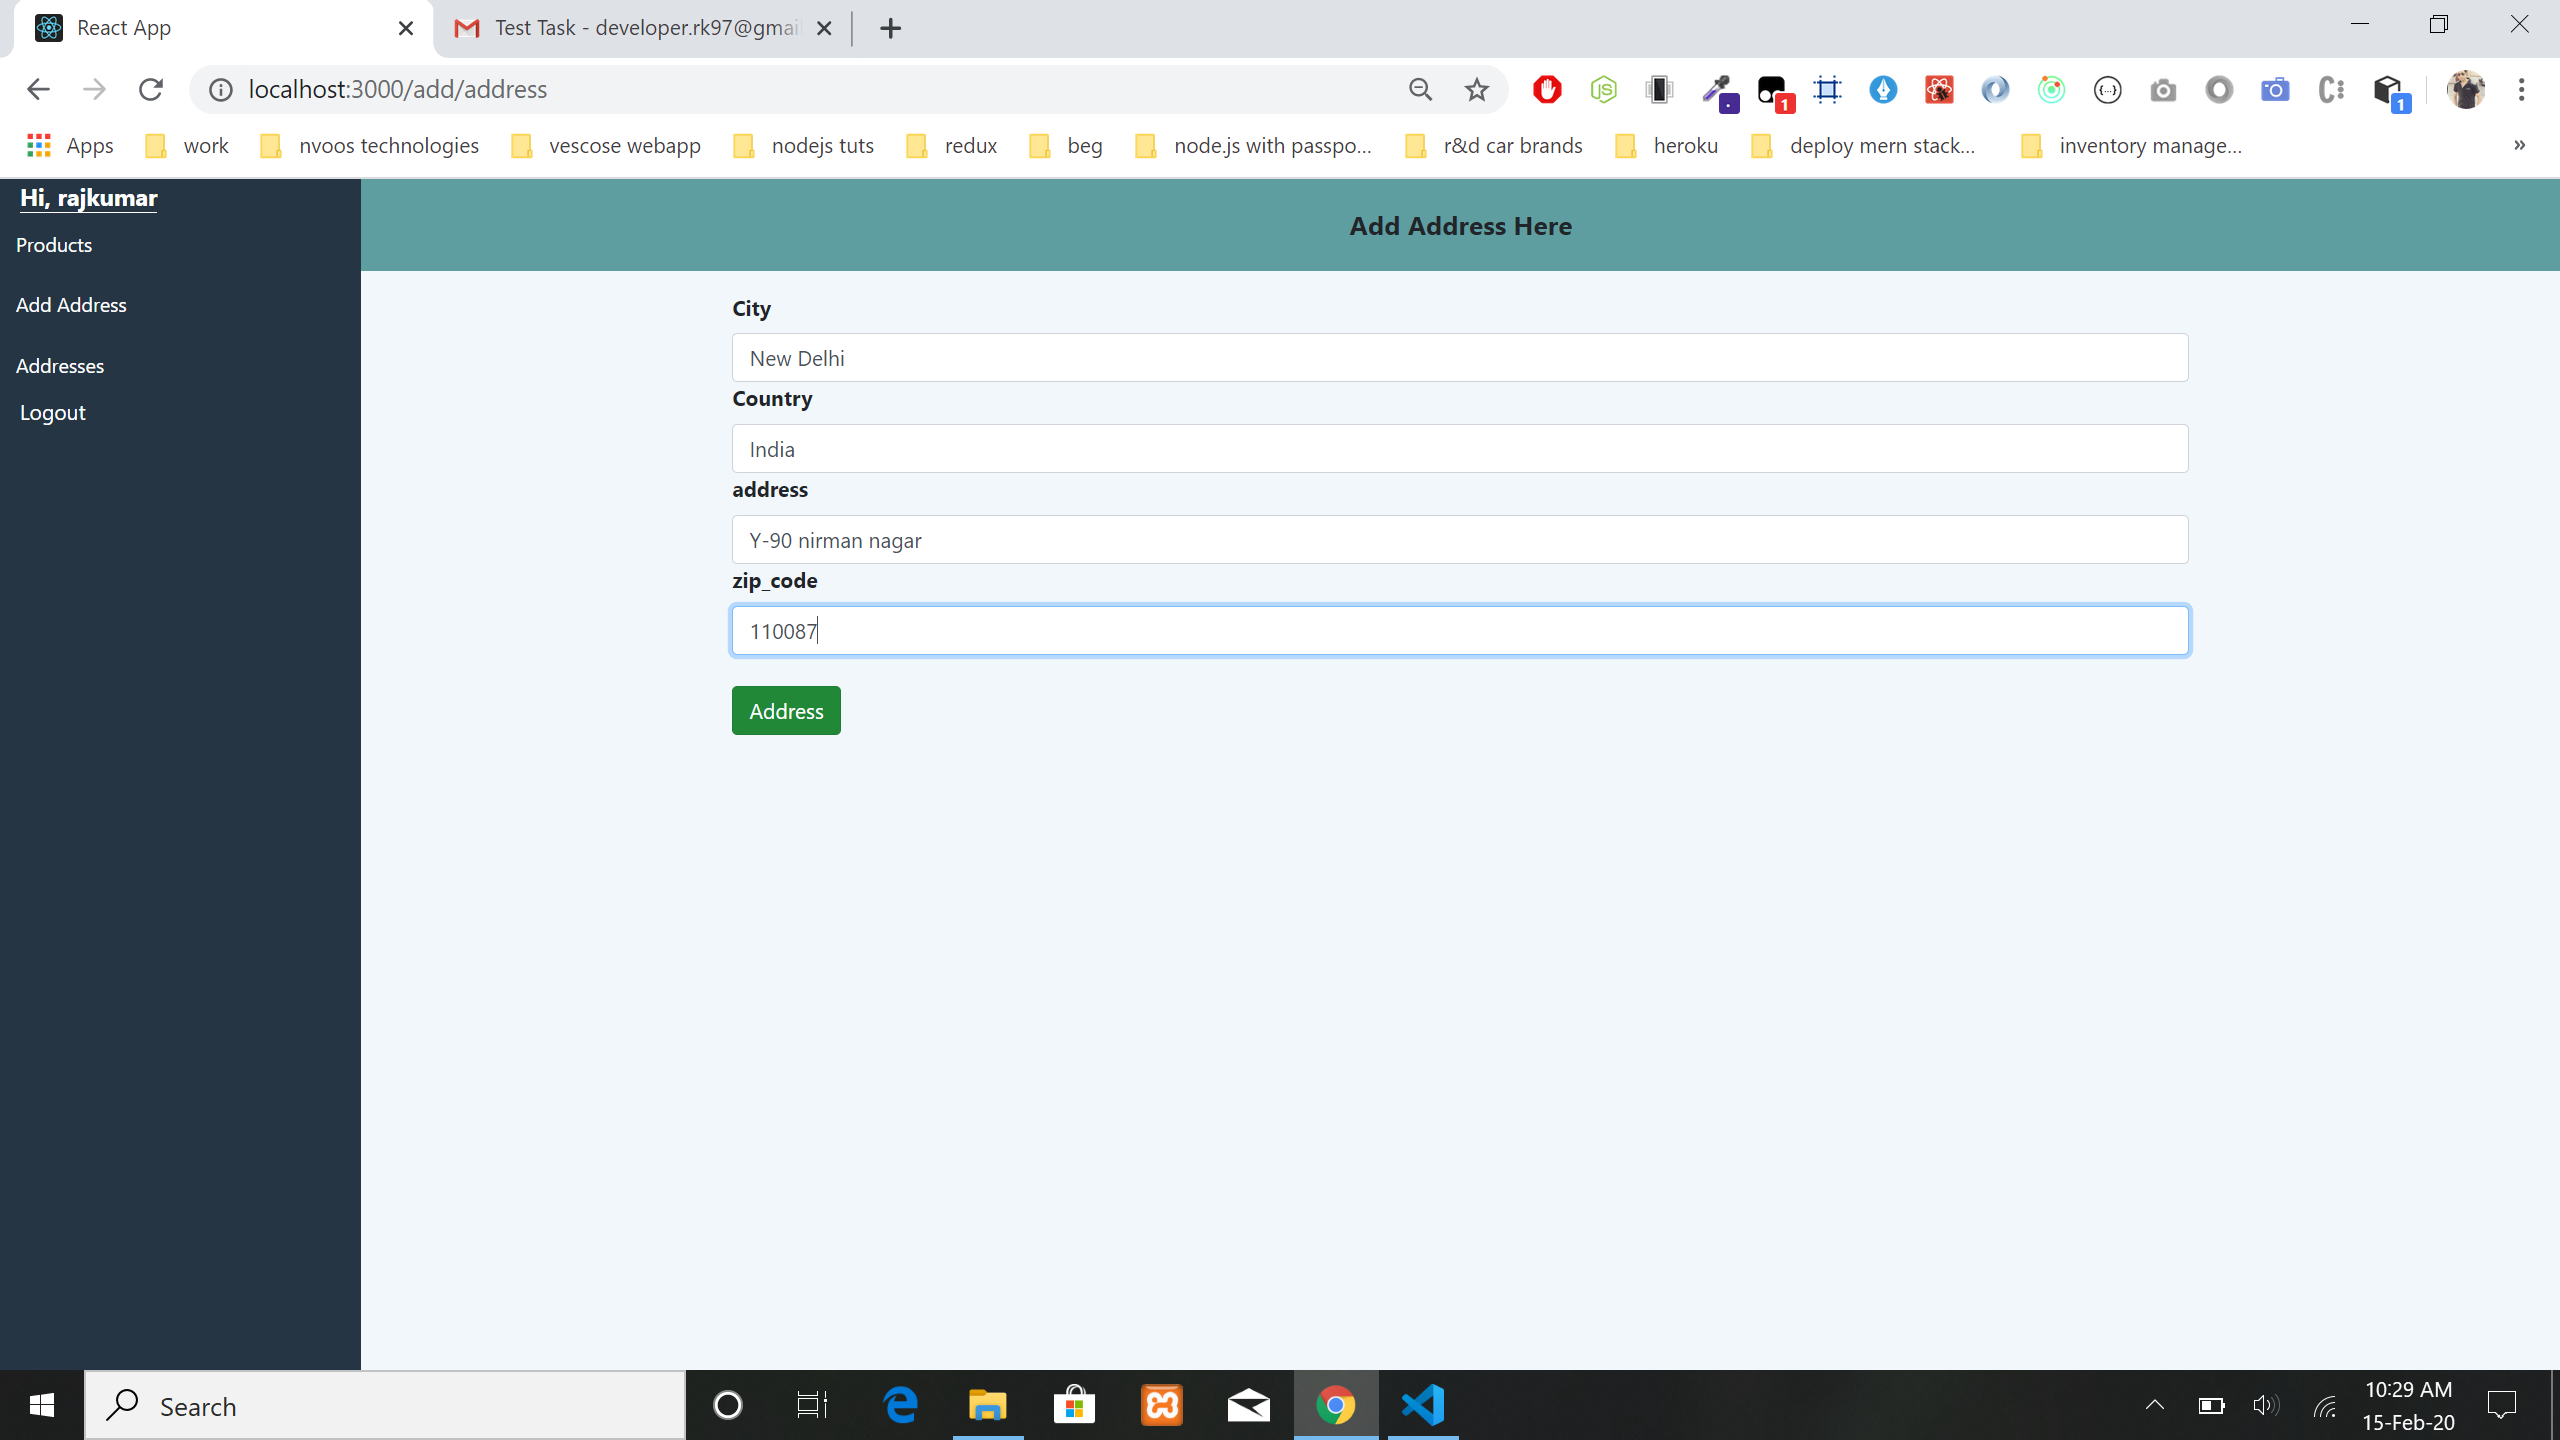 React App
Test Task - developer.rk97@gmai
localhost:3000/add/address
1
1
Apps
work
nvoos technologies
vescose webapp
nodejs tuts
redux
beg
node.js with passpo...
r&d car brands
heroku
deploy mern stack...
inventory manage...
»
Hi, rajkumar
Products
Add Address
Addresses
Logout
Add Address Here
City
New Delhi
Country
India
address
Y-90 nirman nagar
zip_code
110087
Address
Search
10:29 AM
15-Feb-20